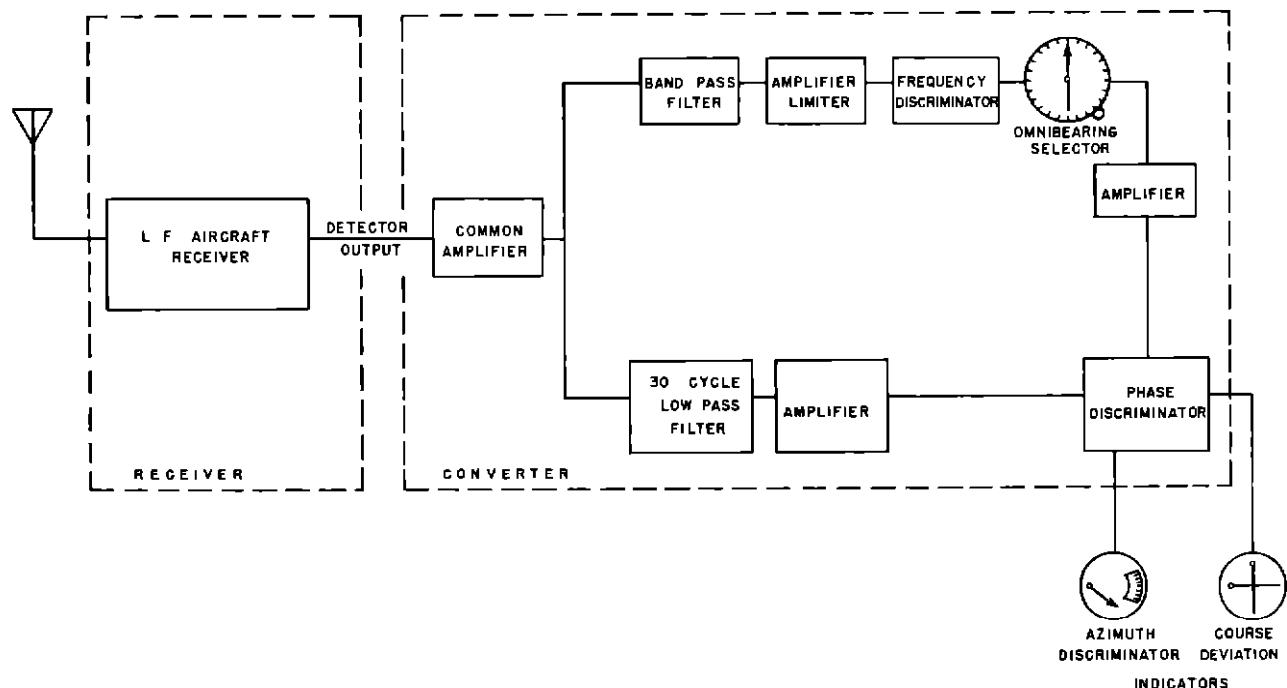 L F AIRCRAFT
RECEIVER
RECEIVER
DETECTOR
OUTPUT
COMMON
AMPLIFIER
BAND PASS
FILTER
AMPLIFIER
LIMITER
FREQUENCY
DISCRIMINATOR
OMNIBEARING
SELECTOR
AMPLIFIER
30 CYCLE
LOW PASS
FILTER
AMPLIFIER
PHASE
DISCRIMINATOR
CONVERTER
AZIMUTH
DISCRIMINATOR
COURSE
DEVIATION
INDICATORS